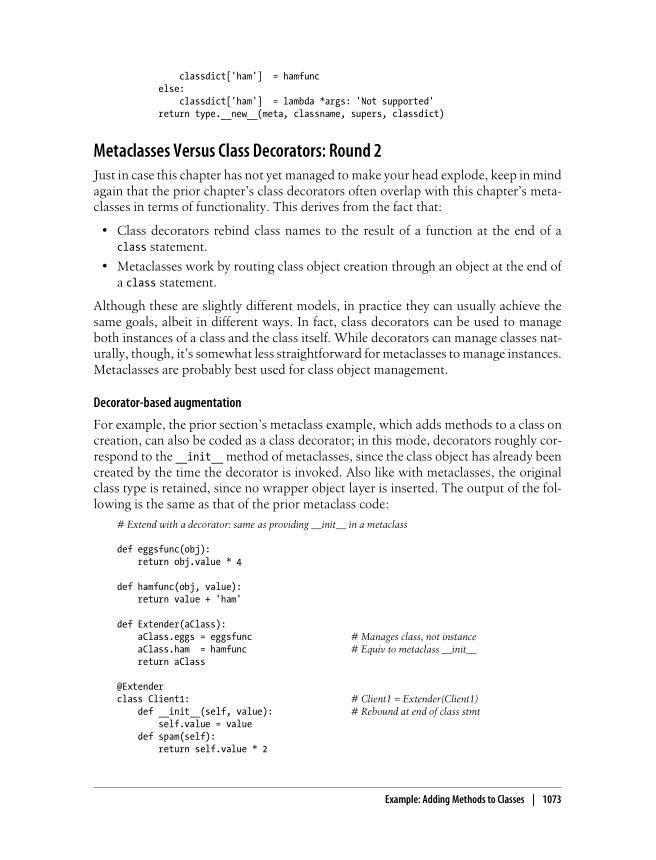 classdict['ham']  = hamfunc
else:
classdict['ham']  = lambda *args: 'Not supported'
return type.__new__(meta, classname, supers, classdict)
Metaclasses Versus Class Decorators: Round 2
Just in case this chapter has not yet managed to make your head explode, keep in mind
again that the prior chapter’s class decorators often overlap with this chapter’s meta-
classes in terms of functionality. This derives from the fact that:
• Class decorators rebind class names to the result of a function at the end of a
class statement.
• Metaclasses work by routing class object creation through an object at the end of
a class statement.
Although these are slightly different models, in practice they can usually achieve the
same goals, albeit in different ways. In fact, class decorators can be used to manage
both instances of a class and the class itself. While decorators can manage classes nat-
urally, though, it’s somewhat less straightforward for metaclasses to manage instances.
Metaclasses are probably best used for class object management.
Decorator-based augmentation
For example, the prior section’s metaclass example, which adds methods to a class on
creation, can also be coded as a class decorator; in this mode, decorators roughly cor-
respond to the __init__ method of metaclasses, since the class object has already been
created by the time the decorator is invoked. Also like with metaclasses, the original
class type is retained, since no wrapper object layer is inserted. The output of the fol-
lowing is the same as that of the prior metaclass code:
# Extend with a decorator: same as providing __init__ in a metaclass
def eggsfunc(obj):
return obj.value * 4
def hamfunc(obj, value):
return value + 'ham'
def Extender(aClass):
aClass.eggs = eggsfunc # Manages class, not instance
aClass.ham  = hamfunc # Equiv to metaclass __init__
return aClass
@Extender
class Client1: # Client1 = Extender(Client1)
def __init__(self, value): # Rebound at end of class stmt
self.value = value
def spam(self):
return self.value * 2
Example: Adding Methods to Classes | 1073